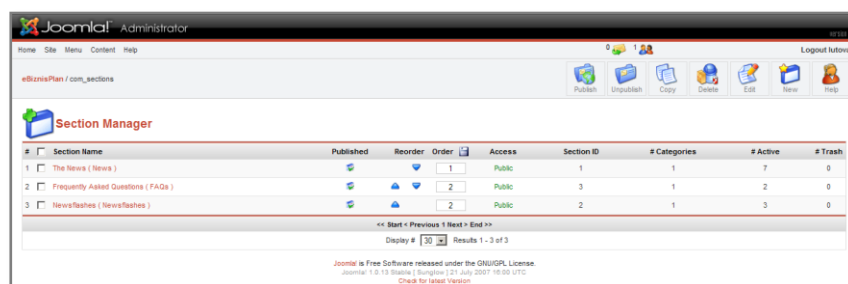 Joomla! Administrator
Home Site Menu Content Help 0 1 Logout lutova
eBiznisPlan / com_sections
Publish Unpublish Copy Delete Edit New Help
Section Manager
# Section Name Published Reorder Order Access Section ID # Categories # Active # Trash
1 The News ( News ) 1 Public 1 1 7 0
2 Frequently Asked Questions ( FAQs ) 2 Public 3 1 2 0
3 Newsflashes ( Newsflashes ) 2 Public 2 1 3 0
<< Start < Previous 1 Next > End >>
Display # 30 Results 1 - 3 of 3
Joomla! is Free Software released under the GNU/GPL License.
Joomla! 1.0.13 Stable [ Sunglow ] 21 July 2007 16:00 UTC
Check for latest Version